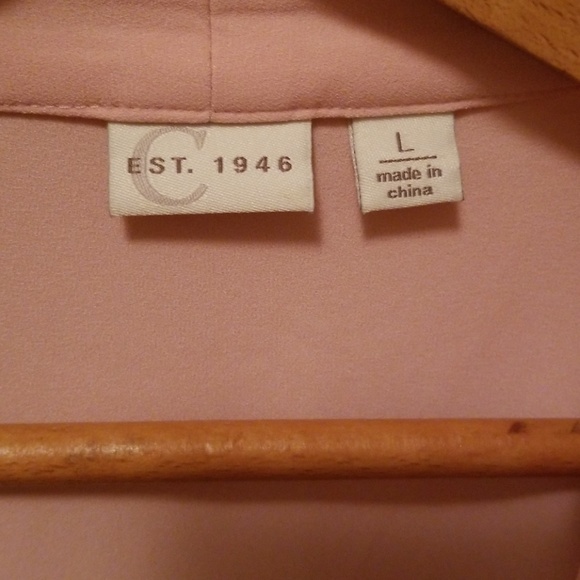 C
EST. 1946
L
made in
china